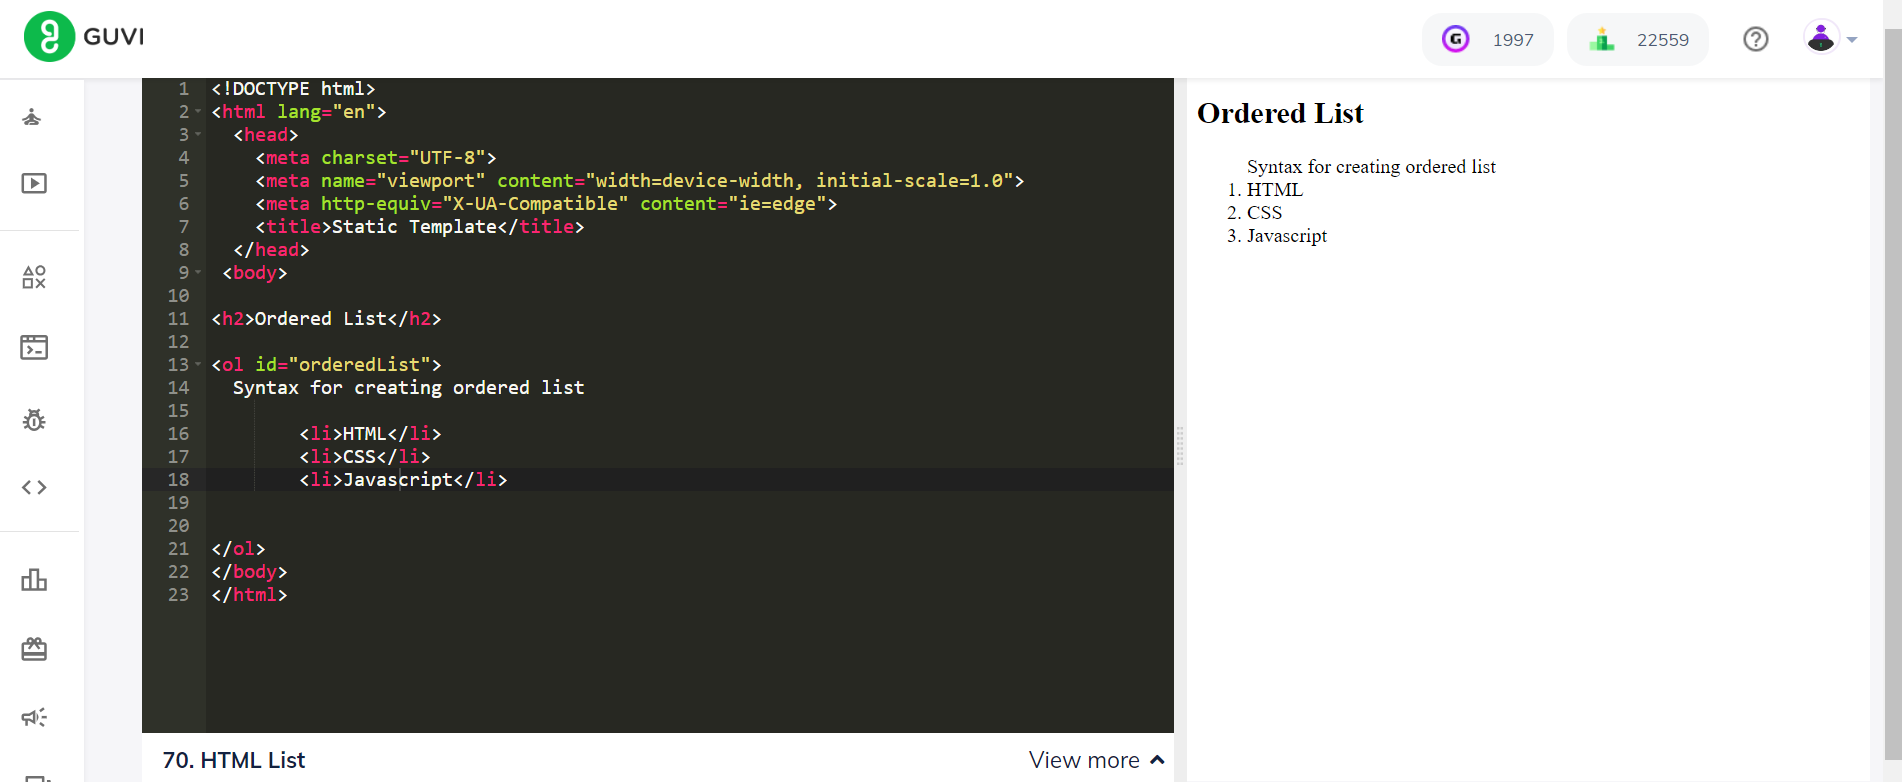 GUVI
1997
22559
1 <!DOCTYPE html>
2 <html lang="en">
3 <head>
4 <meta charset="UTF-8">
5 <meta name="viewport" content="width=device-width, initial-scale=1.0">
6 <meta http-equiv="X-UA-Compatible" content="ie=edge">
7 <title>Static Template</title>
8 </head>
9 <body>
10
11 <h2>Ordered List</h2>
12
13 <ol id="orderedList">
14 Syntax for creating ordered list
15
16 <li>HTML</li>
17 <li>CSS</li>
18 <li>Javascript</li>
19
20
21 </ol>
22 </body>
23 </html>
70. HTML List
View more
Ordered List
Syntax for creating ordered list
1. HTML
2. CSS
3. Javascript